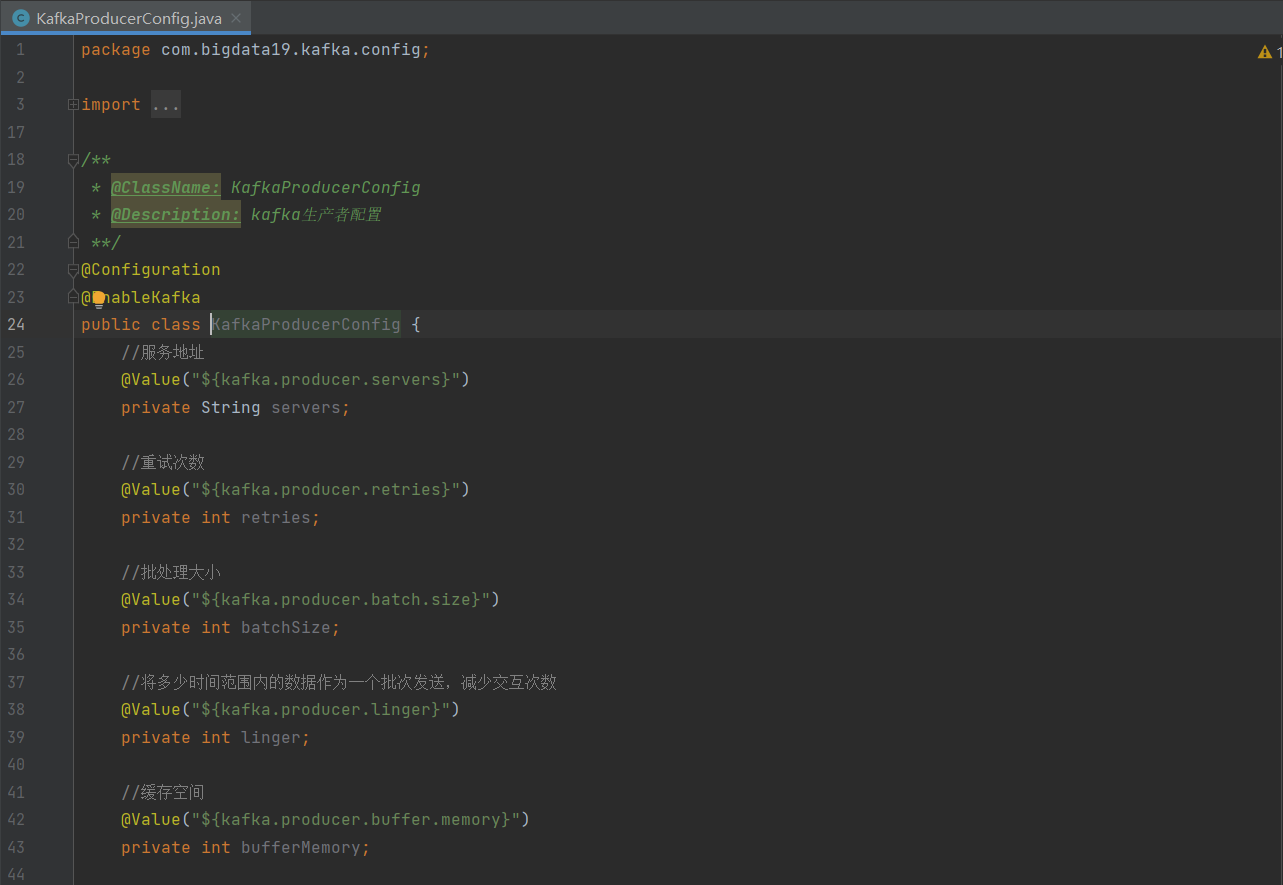 KafkaProducerConfig.java
1 package com.bigdata19.kafka.config;
2
3 import ...
17
18 /**
19 * @ClassName: KafkaProducerConfig
20 * @Description: kafka生产者配置
21 **/
22 @Configuration
23 @EnableKafka
24 public class KafkaProducerConfig {
25 //服务地址
26 @Value("${kafka.producer.servers}")
27 private String servers;
28
29 //重试次数
30 @Value("${kafka.producer.retries}")
31 private int retries;
32
33 //批处理大小
34 @Value("${kafka.producer.batch.size}")
35 private int batchSize;
36
37 //将多少时间范围内的数据作为一个批次发送，减少交互次数
38 @Value("${kafka.producer.linger}")
39 private int linger;
40
41 //缓存空间
42 @Value("${kafka.producer.buffer.memory}")
43 private int bufferMemory;
44